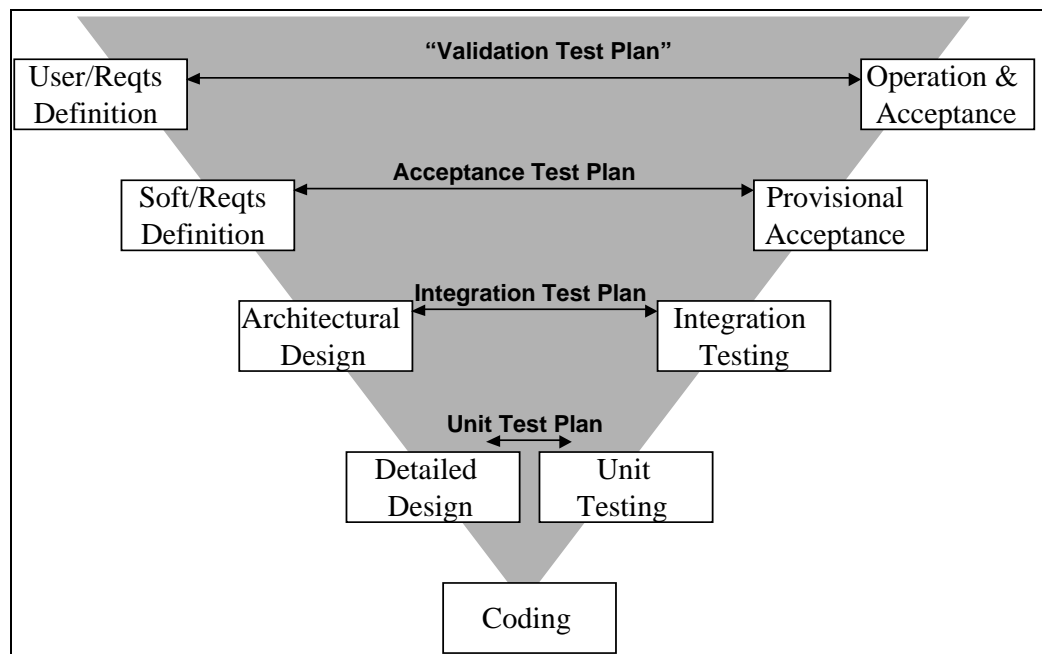 “Validation Test Plan”
User/Reqts
Definition
Operation &
Acceptance
Acceptance Test Plan
Soft/Reqts
Definition
Provisional
Acceptance
Integration Test Plan
Architectural
Design
Integration
Testing
Unit Test Plan
Detailed
Design
Unit
Testing
Coding